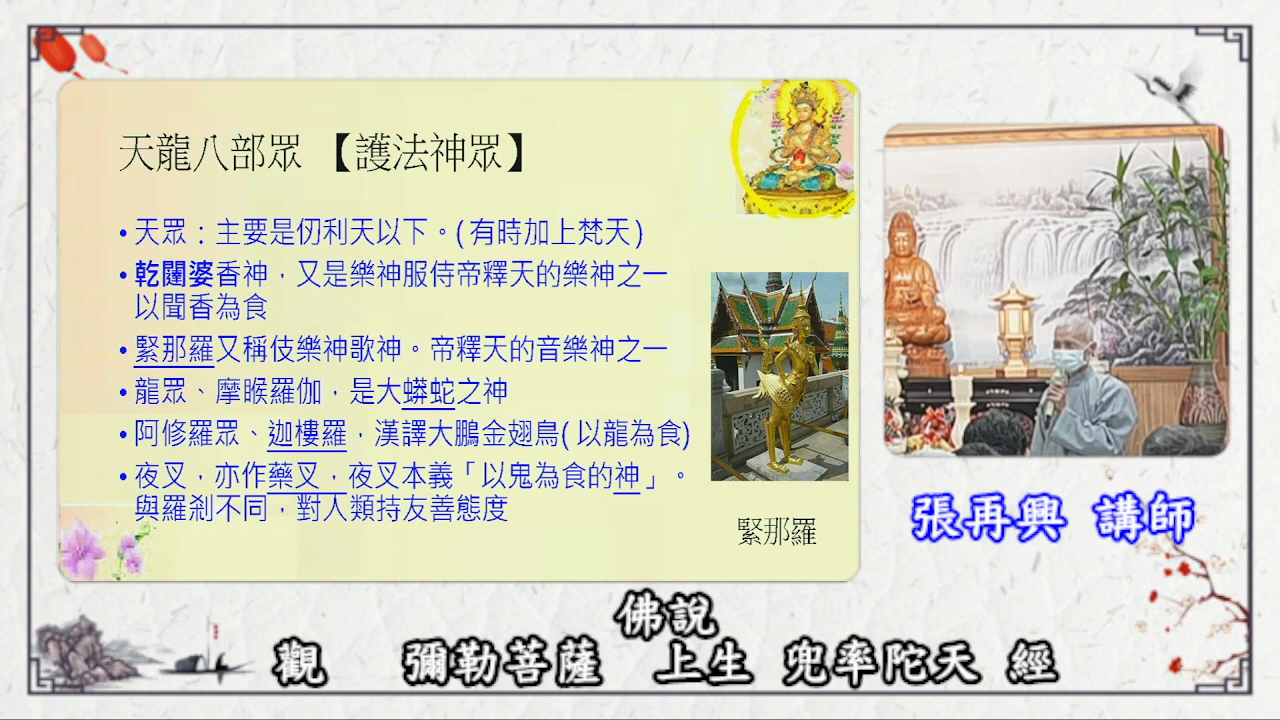 天龍八部眾 【護法神眾】
• 天眾：主要是仞利天以下。(有時加上梵天)
• 乾闥婆香神，又是樂神服侍帝釋天的樂神之一
以聞香為食
• 緊那羅又稱伎樂神歌神。帝釋天的音樂神之一
• 龍眾、摩睺羅伽，是大蟒蛇之神
• 阿修羅眾、迦樓羅，漢譯大鵬金翅鳥(以龍為食)
• 夜叉，亦作藥叉，夜叉本義「以鬼為食的神」。
與羅剎不同，對人類持友善態度
緊那羅
張再興 講師
佛說
觀 彌勒菩薩 上生 兜率陀天 經